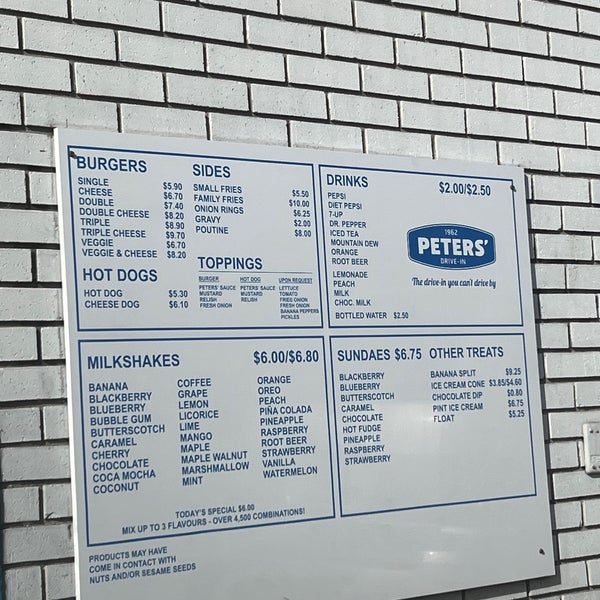 BURGERS
SINGLE $5.90
CHEESE $6.70
DOUBLE $7.40
DOUBLE CHEESE $8.20
TRIPLE $8.90
TRIPLE CHEESE $9.70
VEGGIE $6.70
VEGGIE & CHEESE $8.20
HOT DOGS
HOT DOG $5.30
CHEESE DOG $6.10
SIDES
SMALL FRIES $5.50
FAMILY FRIES $10.00
ONION RINGS $6.25
GRAVY $2.00
POUTINE $8.00
TOPPINGS
BURGER
PETERS' SAUCE
MUSTARD
RELISH
FRESH ONION
HOT DOG
PETERS' SAUCE
MUSTARD
RELISH
UPON REQUEST
LETTUCE
TOMATO
FRIED ONION
FRESH ONION
BANANA PEPPERS
PICKLES
DRINKS $2.00/$2.50
PEPSI
DIET PEPSI
7-UP
DR. PEPPER
ICED TEA
MOUNTAIN DEW
ORANGE
ROOT BEER
LEMONADE
PEACH
MILK
CHOC. MILK
BOTTLED WATER $2.50
1962
PETERS'
DRIVE-IN
The drive-in you can't drive by
MILKSHAKES $6.00/$6.80
BANANA
BLACKBERRY
BLUEBERRY
BUBBLE GUM
BUTTERSCOTCH
CARAMEL
CHERRY
CHOCOLATE
COCA MOCHA
COCONUT
COFFEE
GRAPE
LEMON
LICORICE
LIME
MANGO
MAPLE
MAPLE WALNUT
MARSHMALLOW
MINT
ORANGE
OREO
PEACH
PIÑA COLADA
PINEAPPLE
RASPBERRY
ROOT BEER
STRAWBERRY
VANILLA
WATERMELON
TODAY'S SPECIAL $6.00
MIX UP TO 3 FLAVOURS - OVER 4,500 COMBINATIONS!
SUNDAES $6.75
BLACKBERRY
BLUEBERRY
BUTTERSCOTCH
CARAMEL
CHOCOLATE
HOT FUDGE
PINEAPPLE
RASPBERRY
STRAWBERRY
OTHER TREATS
BANANA SPLIT $9.25
ICE CREAM CONE $3.85/$4.60
CHOCOLATE DIP $0.80
PINT ICE CREAM $6.75
FLOAT $5.25
PRODUCTS MAY HAVE
COME IN CONTACT WITH
NUTS AND/OR SESAME SEEDS